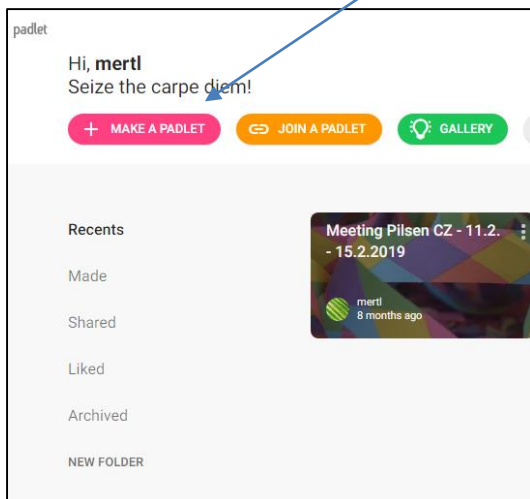 padlet
Hi, mertl
Seize the carpe diem!
MAKE A PADLET
JOIN A PADLET
GALLERY
Recents
Made
Shared
Liked
Archived
NEW FOLDER
Meeting Pilsen CZ - 11.2.
- 15.2.2019
mertl
8 months ago